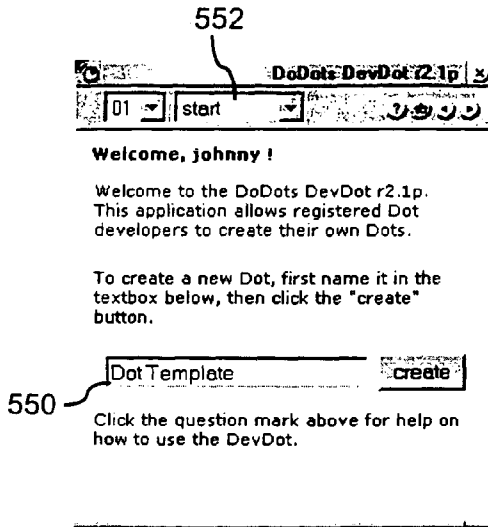 552
DoDots DevDot r2.1p x
01 start ?
Welcome, johnny !
Welcome to the DoDots DevDot r2.1p.
This application allows registered Dot
developers to create their own Dots.
To create a new Dot, first name it in the
textbox below, then click the "create"
button.
Dot Template create
550
Click the question mark above for help on
how to use the DevDot.